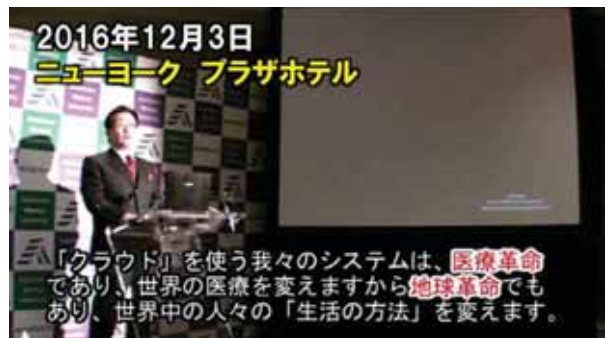 2016年12月3日
ニューヨーク プラザホテル
「クラウド」を使う我々のシステムは、医療革命
であり、世界の医療を変えますから地球革命でも
あり、世界中の人々の「生活の方法」を変えます。